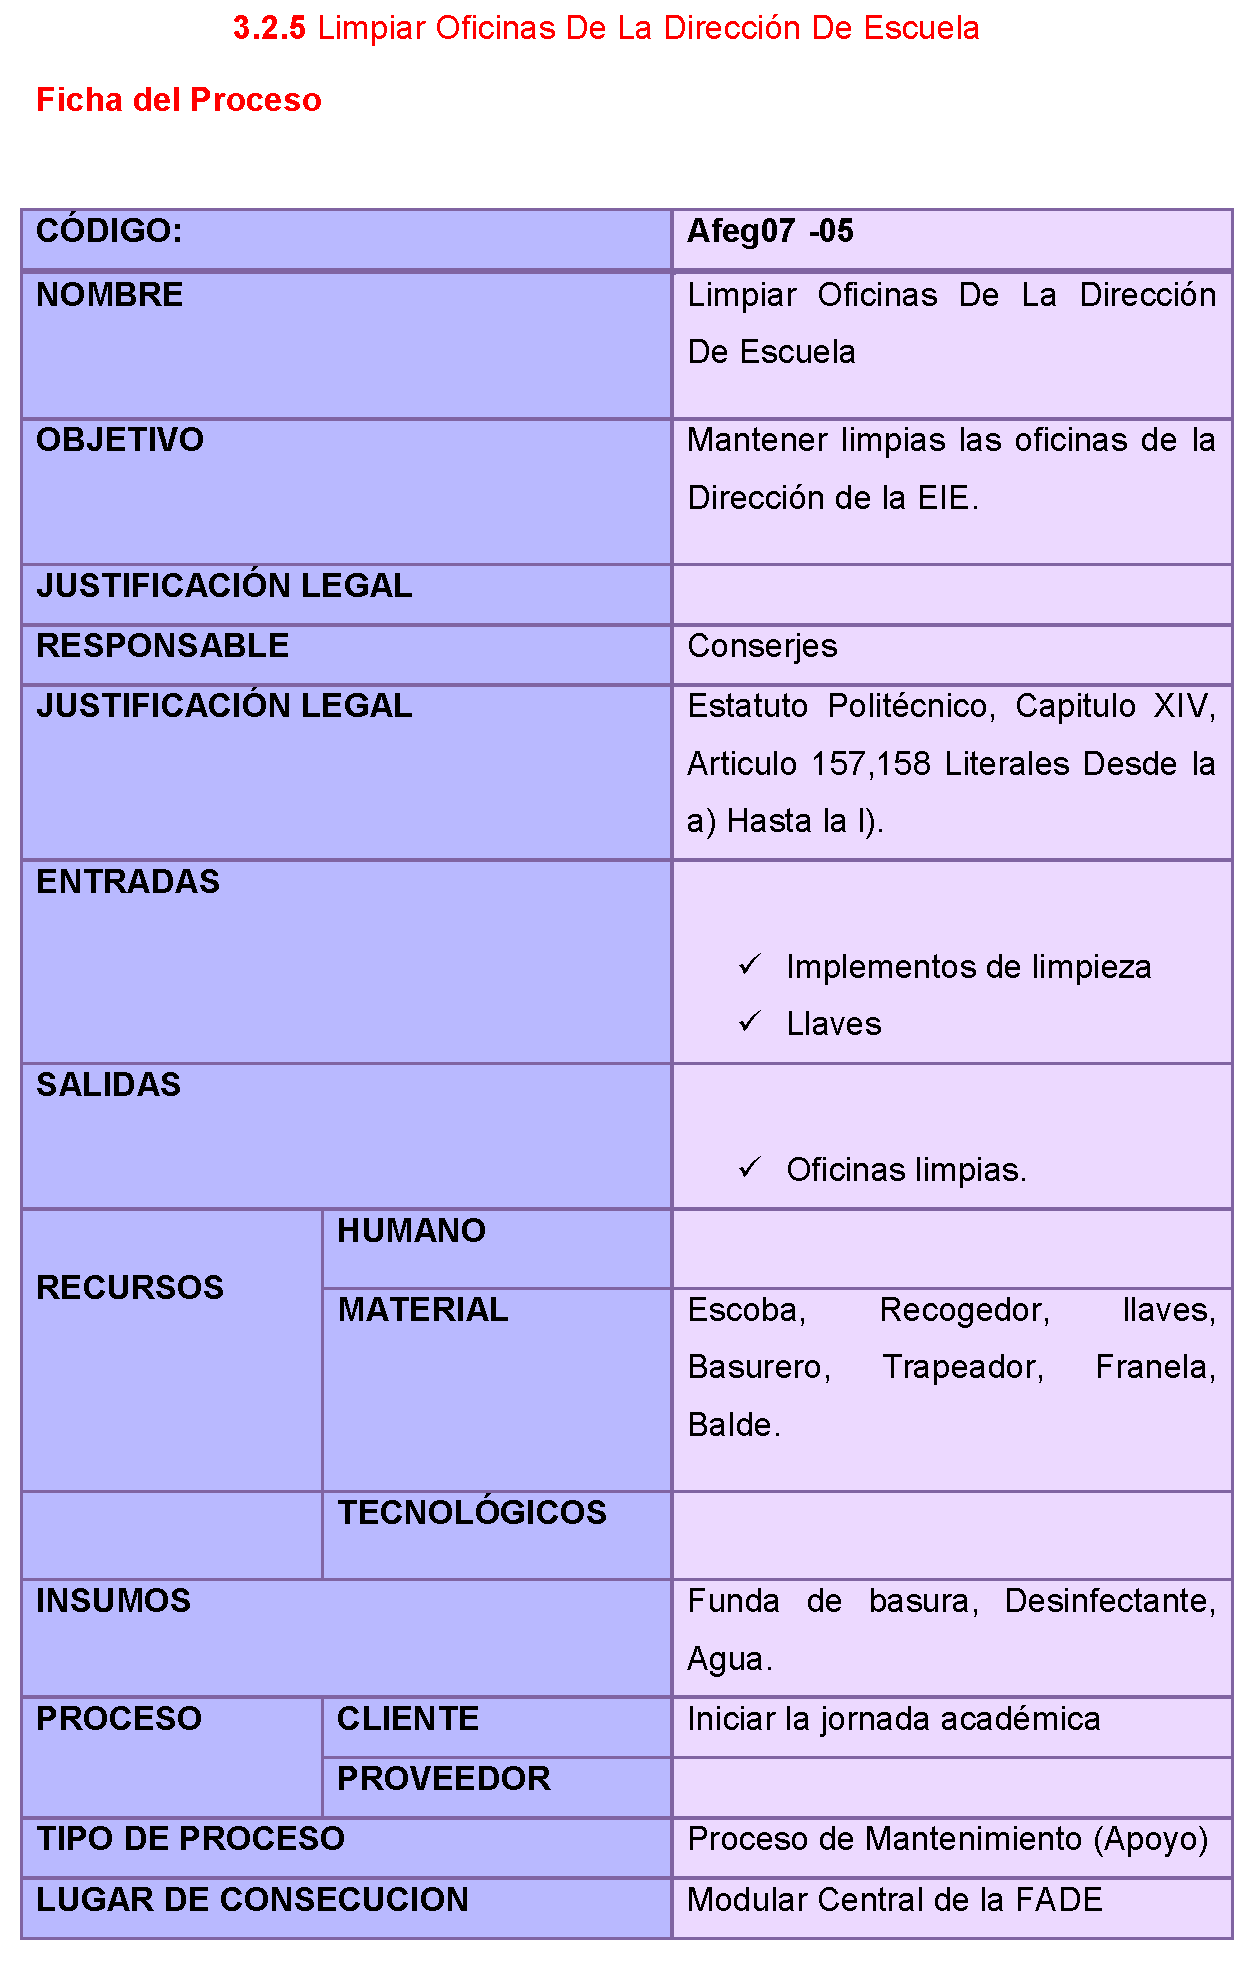 3.2.5 Limpiar Oficinas De La Dirección De Escuela
Ficha del Proceso
CÓDIGO: Afeg07 -05
NOMBRE Limpiar Oficinas De La Dirección
De Escuela
OBJETIVO Mantener limpias las oficinas de la
Dirección de la EIE.
JUSTIFICACIÓN LEGAL
RESPONSABLE Conserjes
JUSTIFICACIÓN LEGAL Estatuto Politécnico, Capitulo XIV,
Articulo 157,158 Literales Desde la
a) Hasta la l).
ENTRADAS
✓ Implementos de limpieza
✓ Llaves
SALIDAS
✓ Oficinas limpias.
RECURSOS
HUMANO
MATERIAL Escoba, Recogedor, llaves,
Basurero, Trapeador, Franela,
Balde.
TECNOLÓGICOS
INSUMOS Funda de basura, Desinfectante,
Agua.
PROCESO CLIENTE Iniciar la jornada académica
PROVEEDOR
TIPO DE PROCESO Proceso de Mantenimiento (Apoyo)
LUGAR DE CONSECUCION Modular Central de la FADE